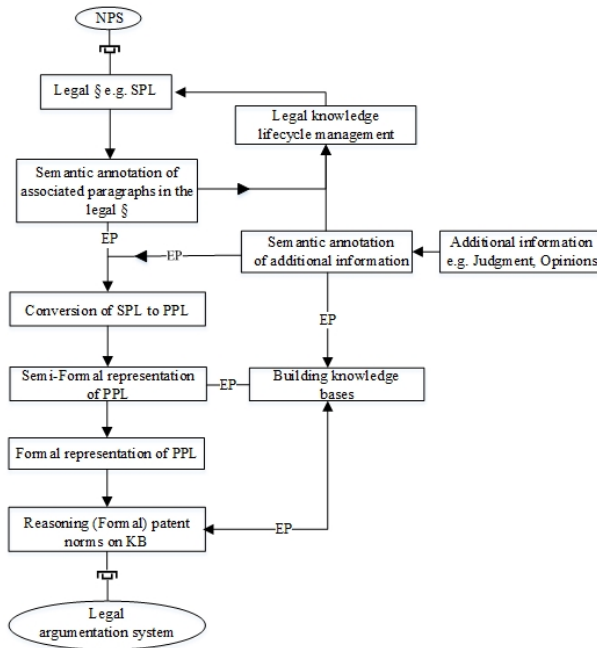 NPS
Legal § e.g. SPL
Legal knowledge
lifecycle management
Semantic annotation of
associated paragraphs in the
legal §
EP
EP
Semantic annotation
of additional information
Additional information
e.g. Judgment, Opinions
Conversion of SPL to PPL
EP
Semi-Formal representation
of PPL
EP
Building knowledge
bases
Formal representation of PPL
Reasoning (Formal) patent
norms on KB
EP
Legal
argumentation system